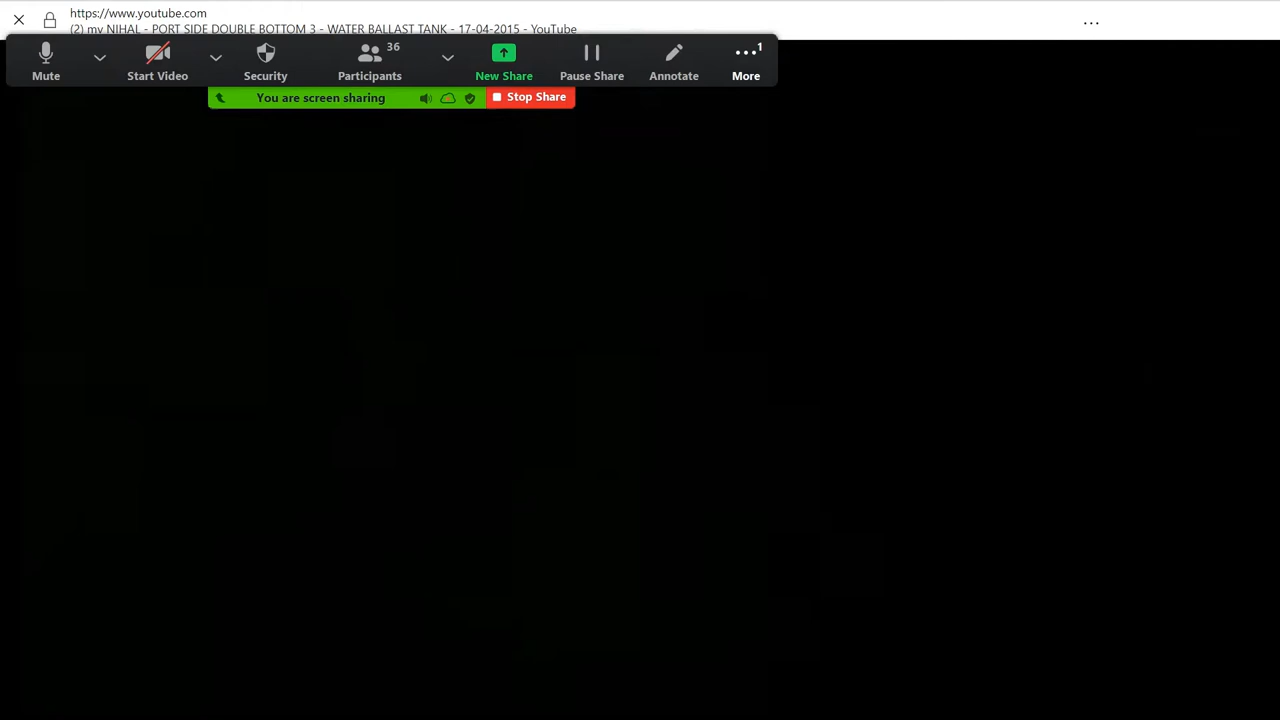 https://www.youtube.com
(2) mv NIHAL - PORT SIDE DOUBLE BOTTOM 3 - WATER BALLAST TANK - 17-04-2015 - YouTube
...
Mute
Start Video
Security
36
Participants
New Share
Pause Share
Annotate
1
More
You are screen sharing
Stop Share